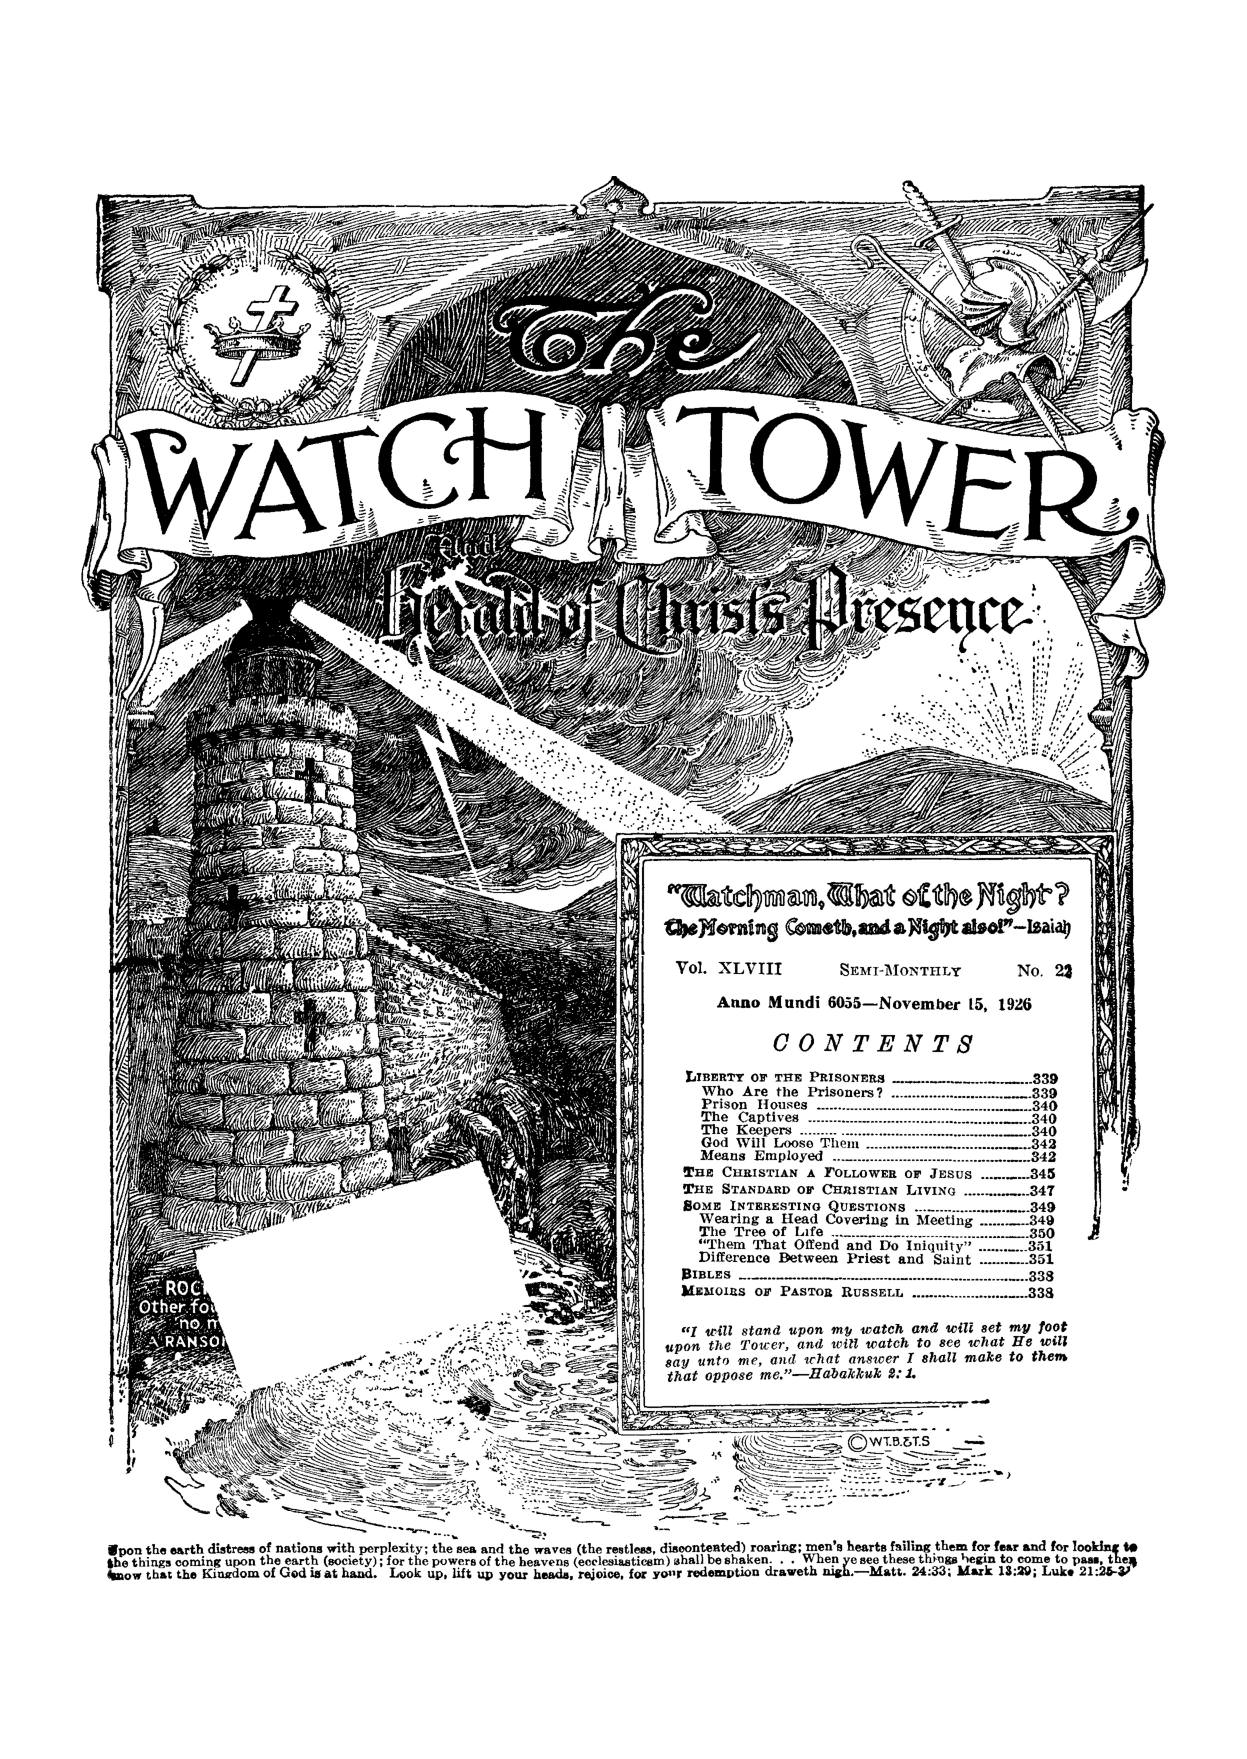 The
WATCH TOWER
And
Herald of Christ's Presence
"Watchman, What of the Night?
The Morning Cometh, and a Night also!"—Isaiah
Vol. XLVIII SEMI-MONTHLY No. 22
Anno Mundi 6055—November 15, 1926
CONTENTS
LIBERTY OF THE PRISONERS 339
Who Are the Prisoners? 339
Prison Houses 340
The Captives 340
The Keepers 340
God Will Loose Them 342
Means Employed 342
THE CHRISTIAN A FOLLOWER OF JESUS 345
THE STANDARD OF CHRISTIAN LIVING 347
SOME INTERESTING QUESTIONS 349
Wearing a Head Covering in Meeting 349
The Tree of Life 350
"Them That Offend and Do Iniquity" 351
Difference Between Priest and Saint 351
BIBLES 338
MEMOIRS OF PASTOR RUSSELL 338
"I will stand upon my watch and will set my foot
upon the Tower, and will watch to see what He will
say unto me, and what answer I shall make to them
that oppose me."—Habakkuk 2:1.
ROC
Other fou
no m
A RANSO
©W.T.B.&T.S
Upon the earth distress of nations with perplexity; the sea and the waves (the restless, discontented) roaring; men's hearts failing them for fear and for looking to
the things coming upon the earth (society); for the powers of the heavens (ecclesiasticsm) shall be shaken. . . When ye see these things begin to come to pass, then
know that the Kingdom of God is at hand. Look up, lift up your heads, rejoice, for your redemption draweth nigh.—Matt. 24:33; Mark 13:29; Luke 21:25-3